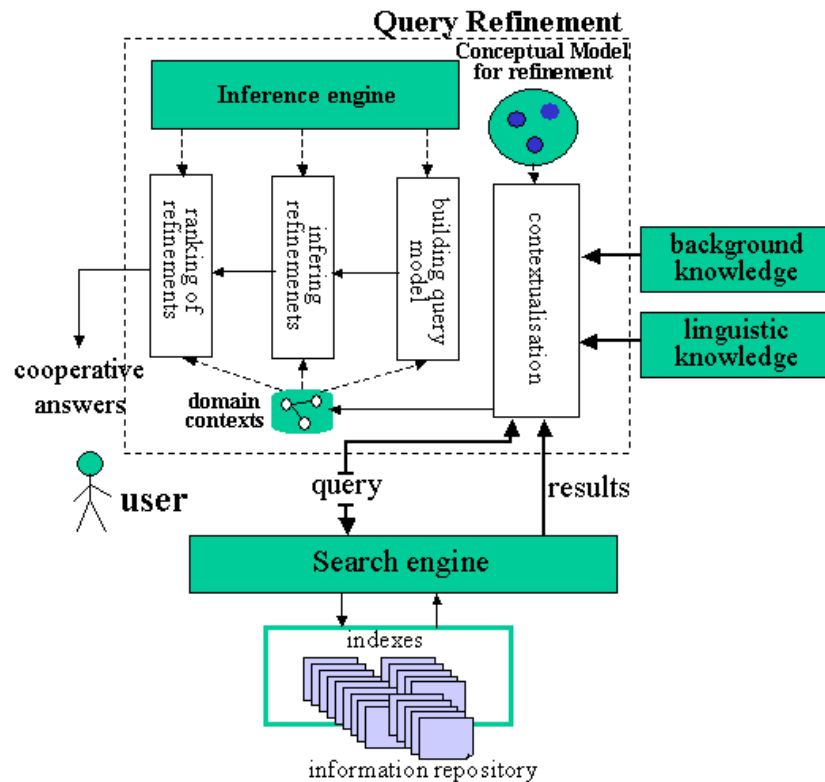 Query Refinement
Conceptual Model
for refinement
Inference engine
ranking of
refinements
infering
refinemenets
building query
model
contextualisation
background
knowledge
linguistic
knowledge
cooperative
answers
domain
contexts
user
query
results
Search engine
indexes
information repository